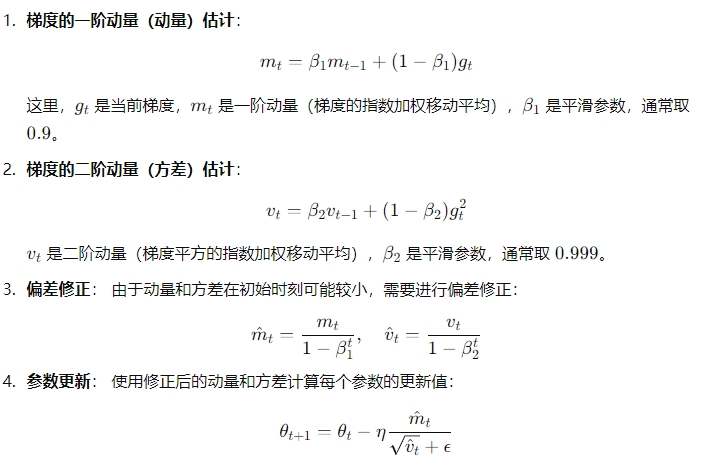 1. 梯度的一阶动量（动量）估计：
m_t = β_1 m_{t−1} + (1 − β_1)g_t
这里，g_t 是当前梯度，m_t 是一阶动量（梯度的指数加权移动平均），β_1 是平滑参数，通常取
0.9。
2. 梯度的二阶动量（方差）估计：
v_t = β_2 v_{t−1} + (1 − β_2)g_t^2
v_t 是二阶动量（梯度平方的指数加权移动平均），β_2 是平滑参数，通常取 0.999。
3. 偏差修正： 由于动量和方差在初始时刻可能较小，需要进行偏差修正：
m̂_t = m_t / (1 − β_1^t), v̂_t = v_t / (1 − β_2^t)
4. 参数更新： 使用修正后的动量和方差计算每个参数的更新值：
θ_{t+1} = θ_t − η m̂_t / (√v̂_t + ϵ)